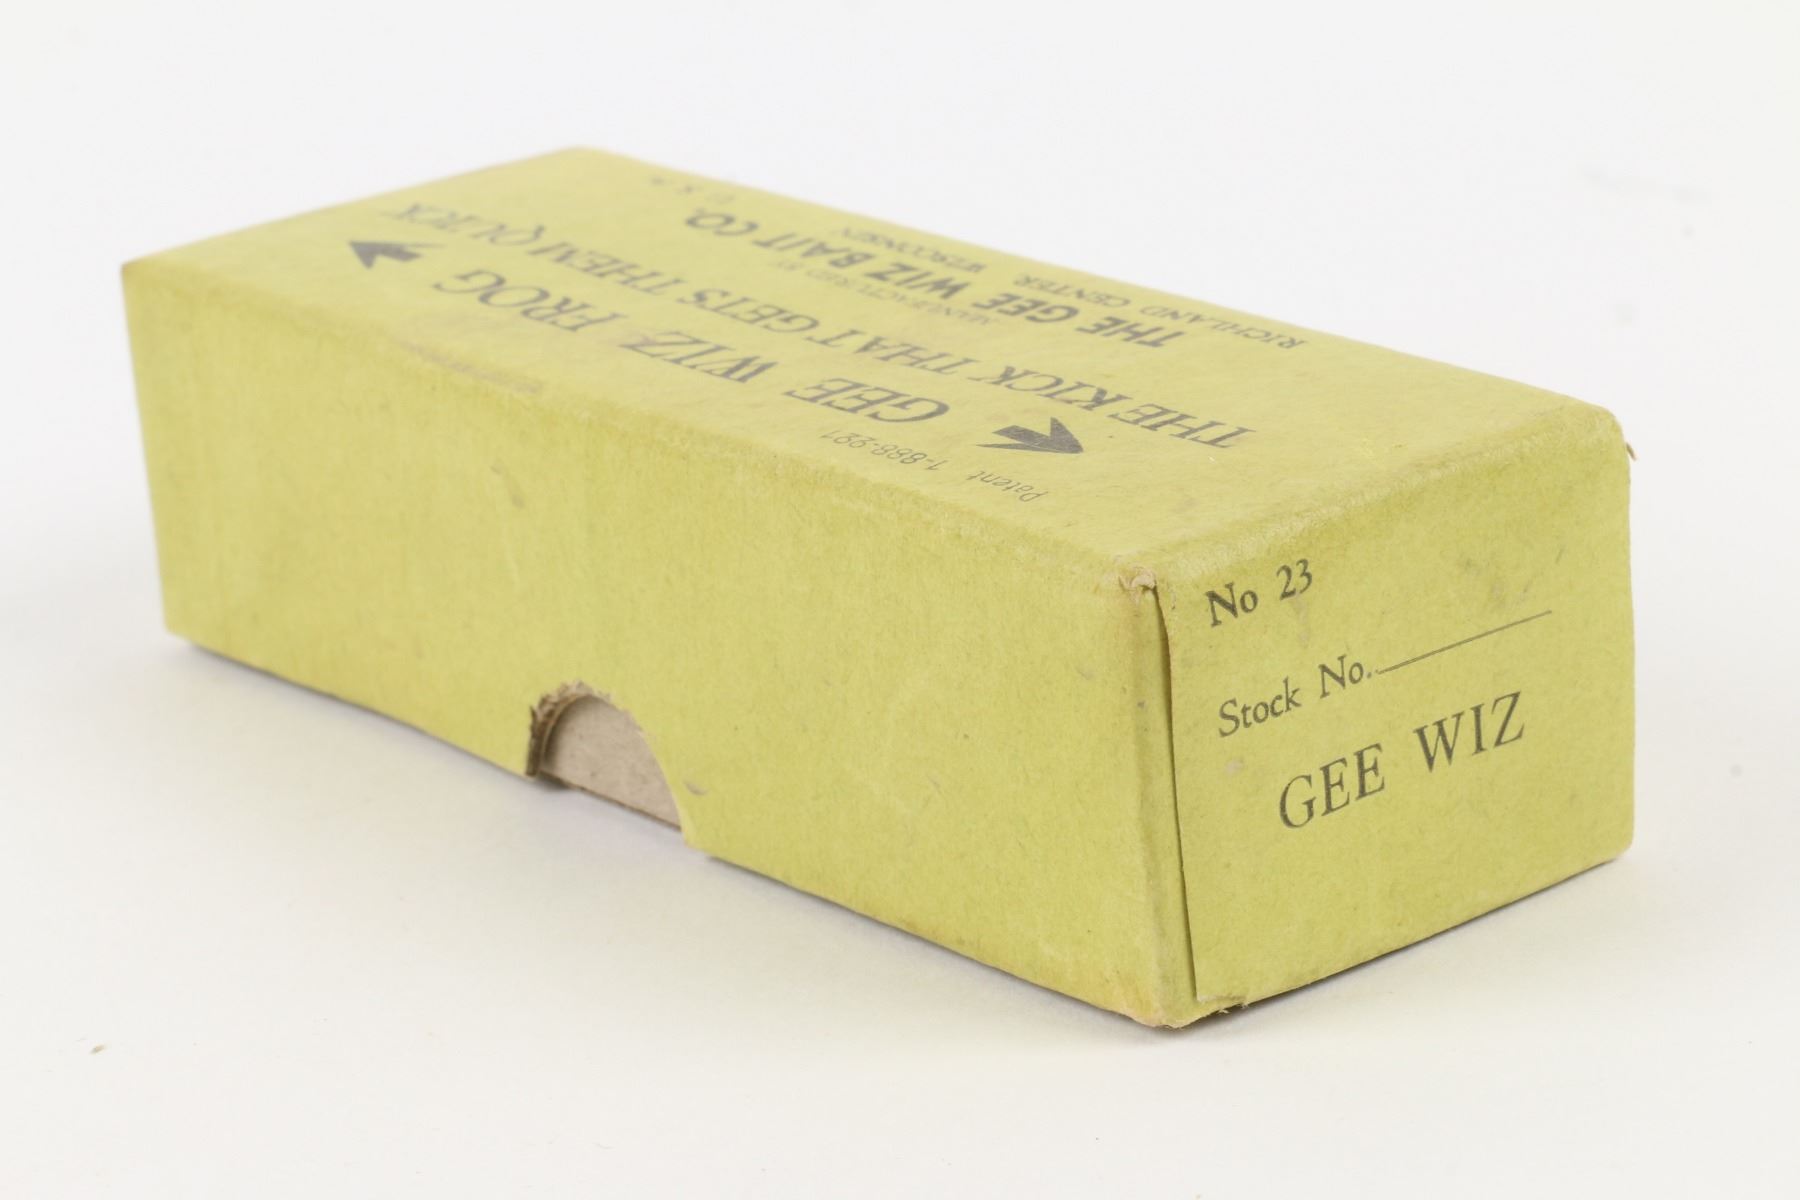 Patent 1-888-221
GEE WIZ FROG
THE KICK THAT GETS THEM QUICK
MANUFACTURED BY
THE GEE WIZ BAIT CO.
RICHLAND CENTER WISCONSIN U.S.A.
No 23
Stock No.
GEE WIZ